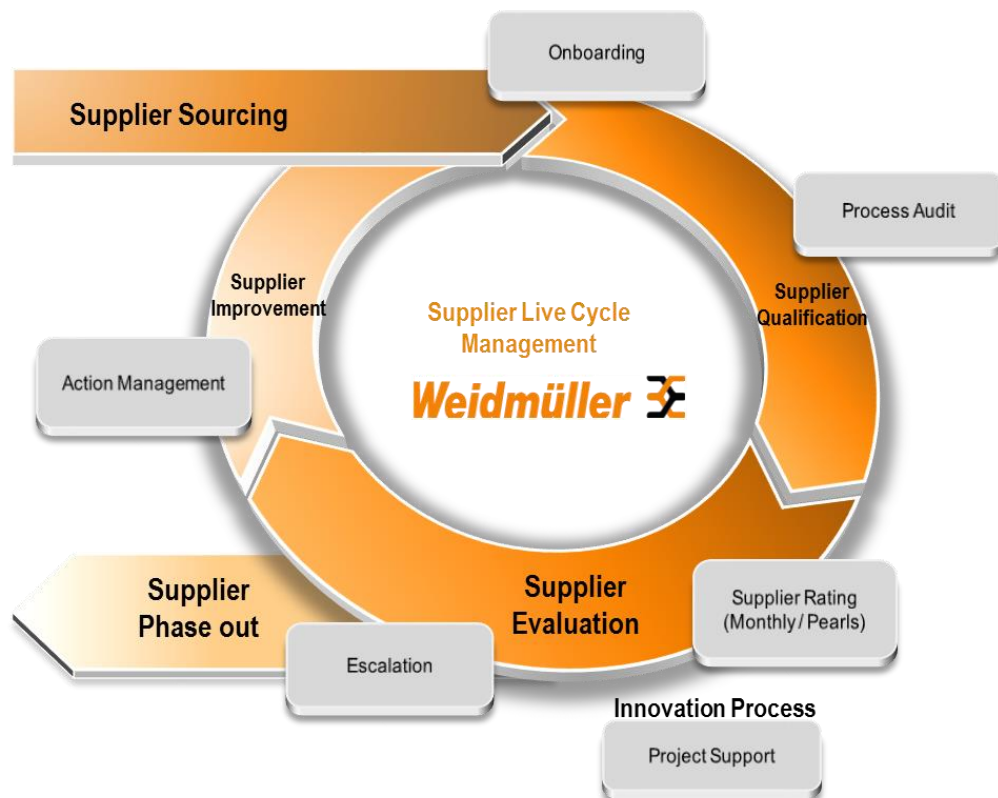 Onboarding
Supplier Sourcing
Process Audit
Supplier
Improvement
Supplier
Qualification
Supplier Live Cycle
Management
Weidmüller
Action Management
Supplier
Phase out
Supplier
Evaluation
Supplier Rating
(Monthly / Pearls)
Escalation
Innovation Process
Project Support